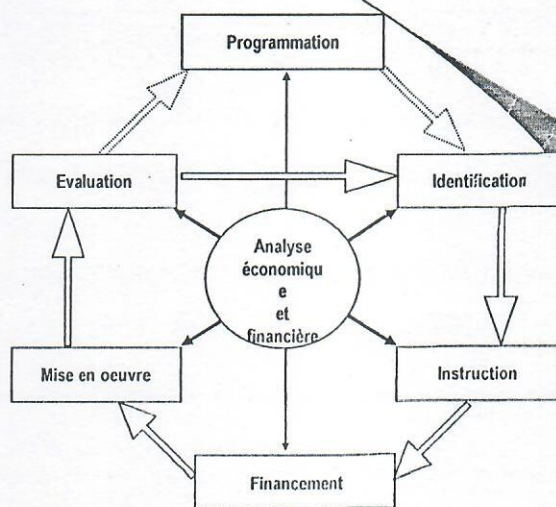 Programmation
Evaluation
Identification
Analyse
économiqu
e
et
financière
Mise en oeuvre
Instruction
Financement